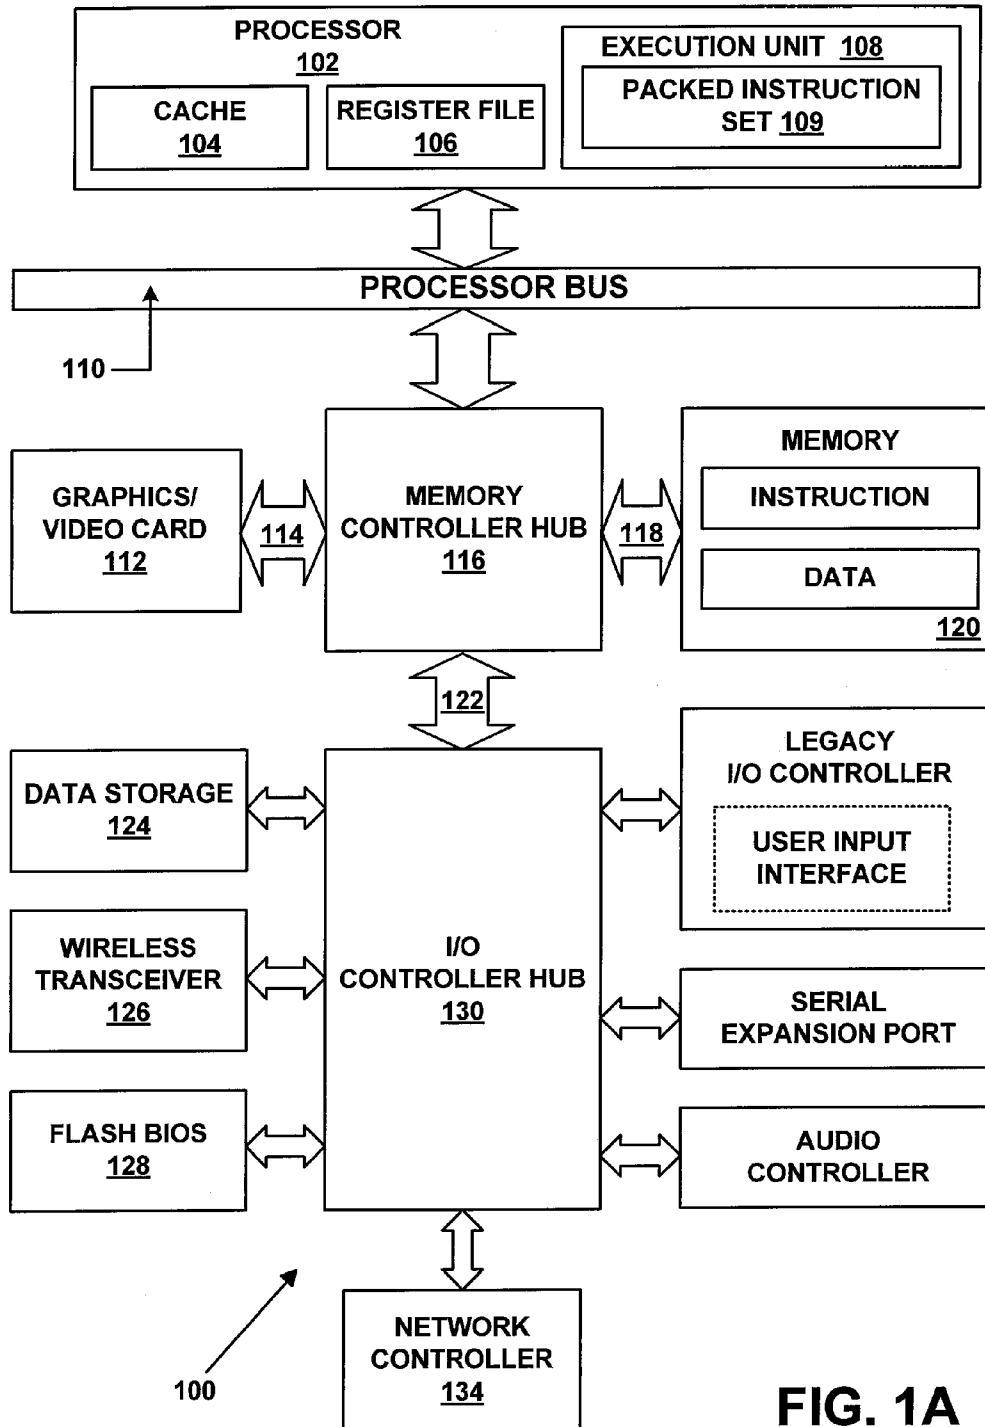 PROCESSOR
102
CACHE
104
REGISTER FILE
106
EXECUTION UNIT 108
PACKED INSTRUCTION
SET 109
PROCESSOR BUS
110
GRAPHICS/
VIDEO CARD
112
114
MEMORY
CONTROLLER HUB
116
118
MEMORY
INSTRUCTION
DATA
120
122
DATA STORAGE
124
WIRELESS
TRANSCEIVER
126
FLASH BIOS
128
I/O
CONTROLLER HUB
130
LEGACY
I/O CONTROLLER
USER INPUT
INTERFACE
SERIAL
EXPANSION PORT
AUDIO
CONTROLLER
NETWORK
CONTROLLER
134
100
FIG. 1A